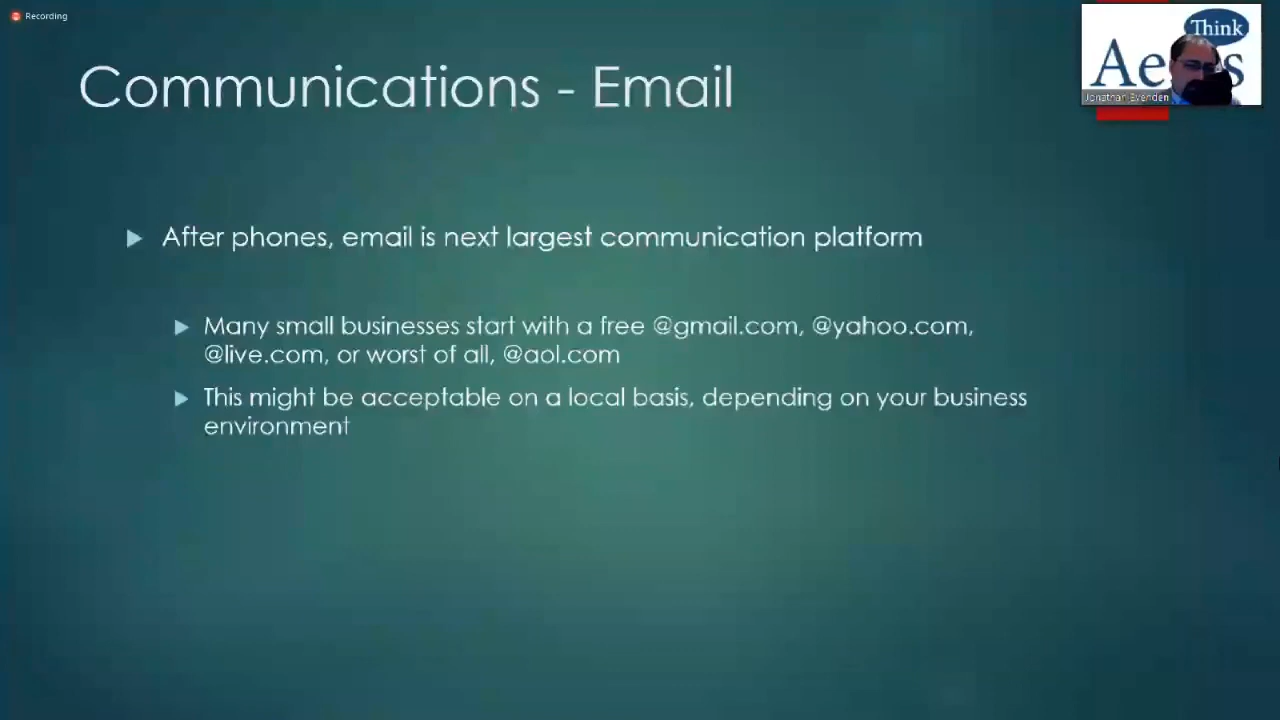 Recording
Think
Jonathan Evenden
Communications - Email
After phones, email is next largest communication platform
Many small businesses start with a free @gmail.com, @yahoo.com,
@live.com, or worst of all, @aol.com
This might be acceptable on a local basis, depending on your business
environment